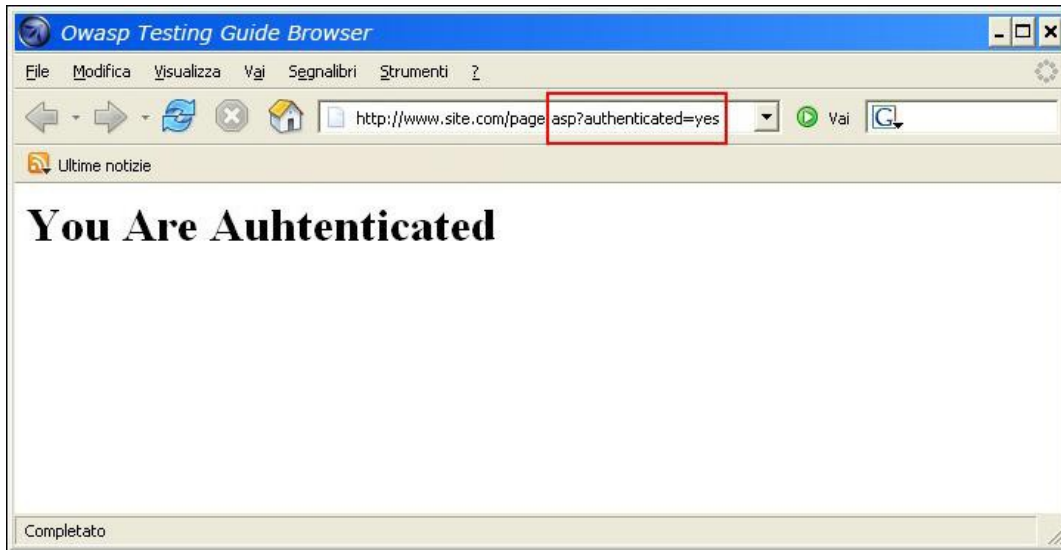 Owasp Testing Guide Browser
File Modifica Visualizza Vai Segnalibri Strumenti ?
http://www.site.com/page.asp?authenticated=yes Vai G
Ultime notizie
You Are Auhtenticated
Completato